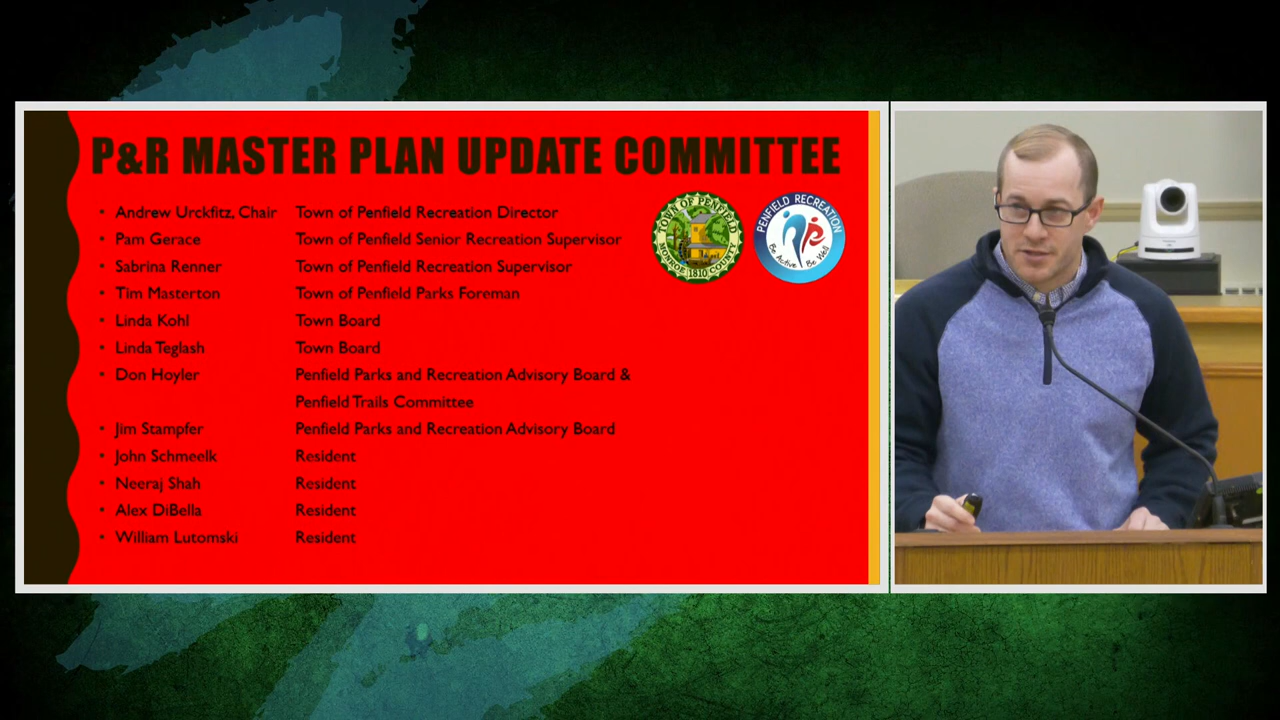 P&R MASTER PLAN UPDATE COMMITTEE
• Andrew Urckfitz, Chair Town of Penfield Recreation Director
• Pam Gerace Town of Penfield Senior Recreation Supervisor
• Sabrina Renner Town of Penfield Recreation Supervisor
• Tim Masterton Town of Penfield Parks Foreman
• Linda Kohl Town Board
• Linda Teglash Town Board
• Don Hoyler Penfield Parks and Recreation Advisory Board &
Penfield Trails Committee
• Jim Stampfer Penfield Parks and Recreation Advisory Board
• John Schmeelk Resident
• Neeraj Shah Resident
• Alex DiBella Resident
• William Lutomski Resident
TOWN OF PENFIELD
MONROE 1810 COUNTY
PENFIELD RECREATION
Be Active Be Well